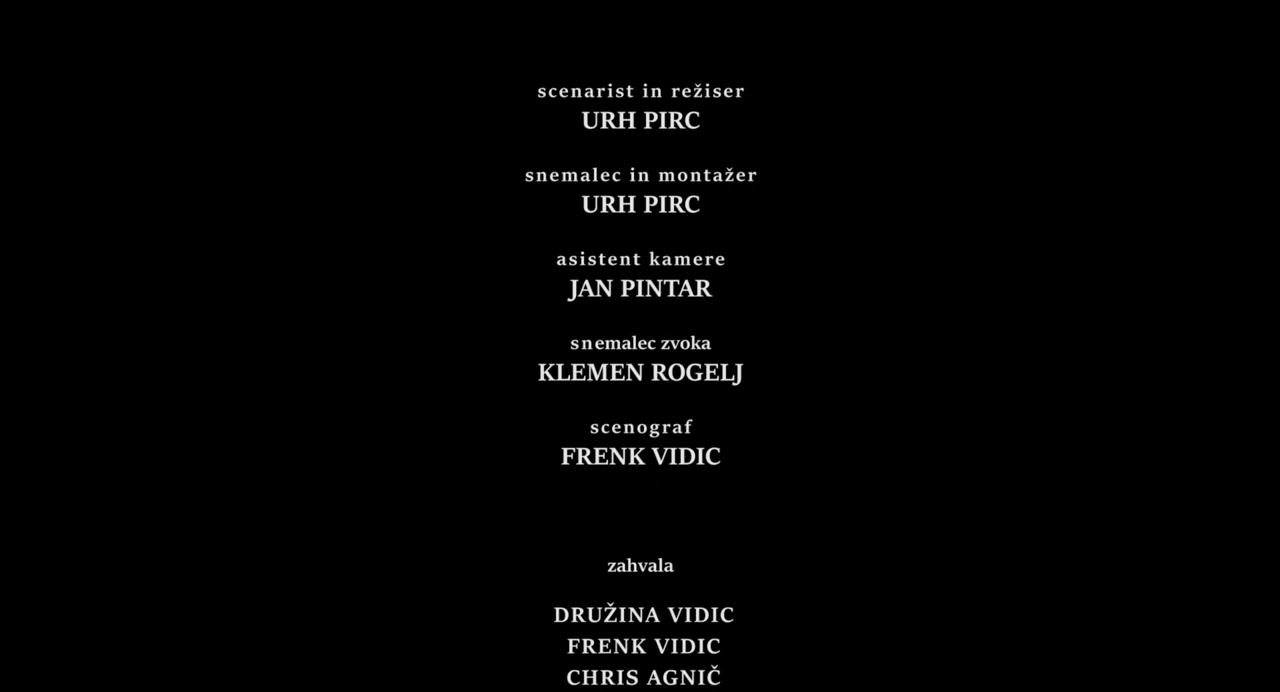 scenarist in režiser
URH PIRC
snemalec in montažer
URH PIRC
asistent kamere
JAN PINTAR
snemalec zvoka
KLEMEN ROGELJ
scenograf
FRENK VIDIC
zahvala
DRUŽINA VIDIC
FRENK VIDIC
CHRIS AGNIČ